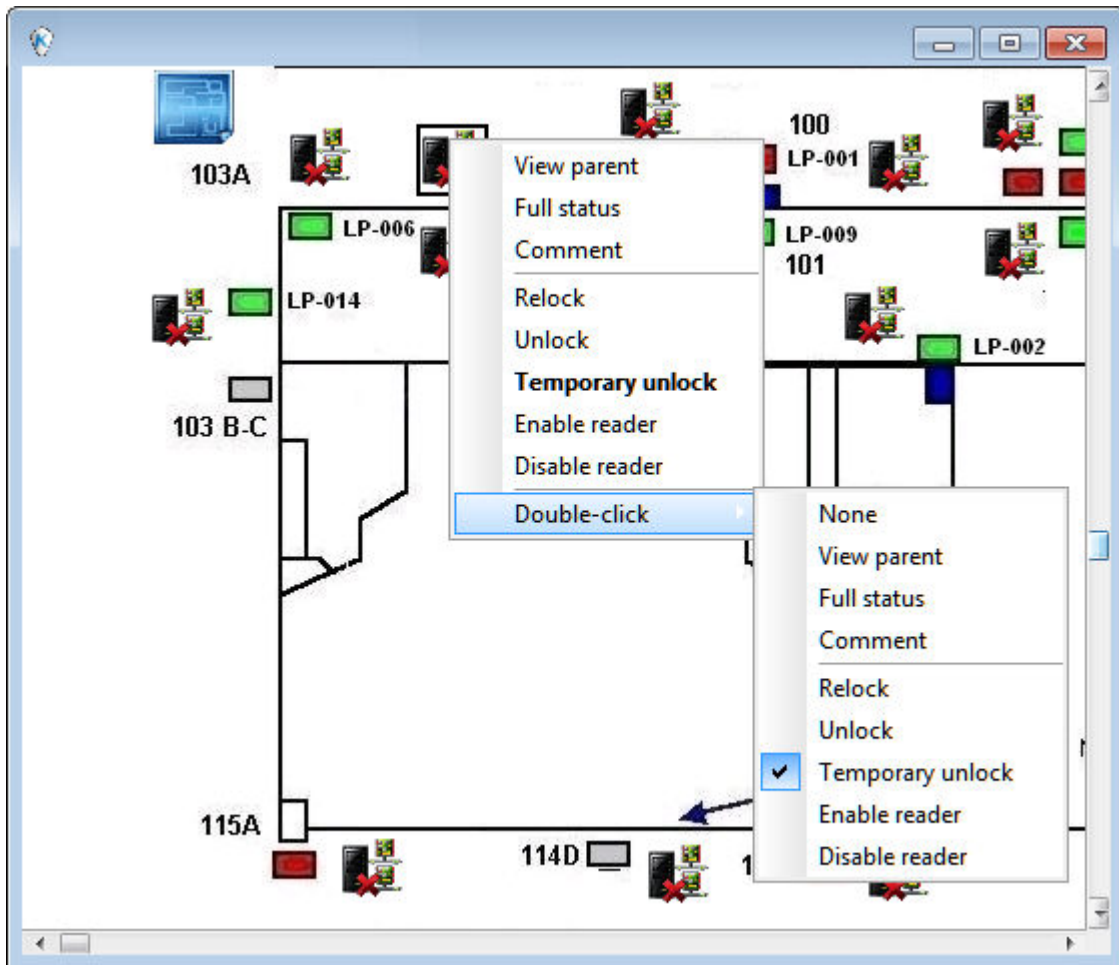 100
LP-001
103A
View parent
Full status
Comment
Relock
Unlock
Temporary unlock
Enable reader
Disable reader
Double-click
LP-006
LP-009
101
LP-014
LP-002
103 B-C
None
View parent
Full status
Comment
Relock
Unlock
Temporary unlock
Enable reader
Disable reader
115A
114D